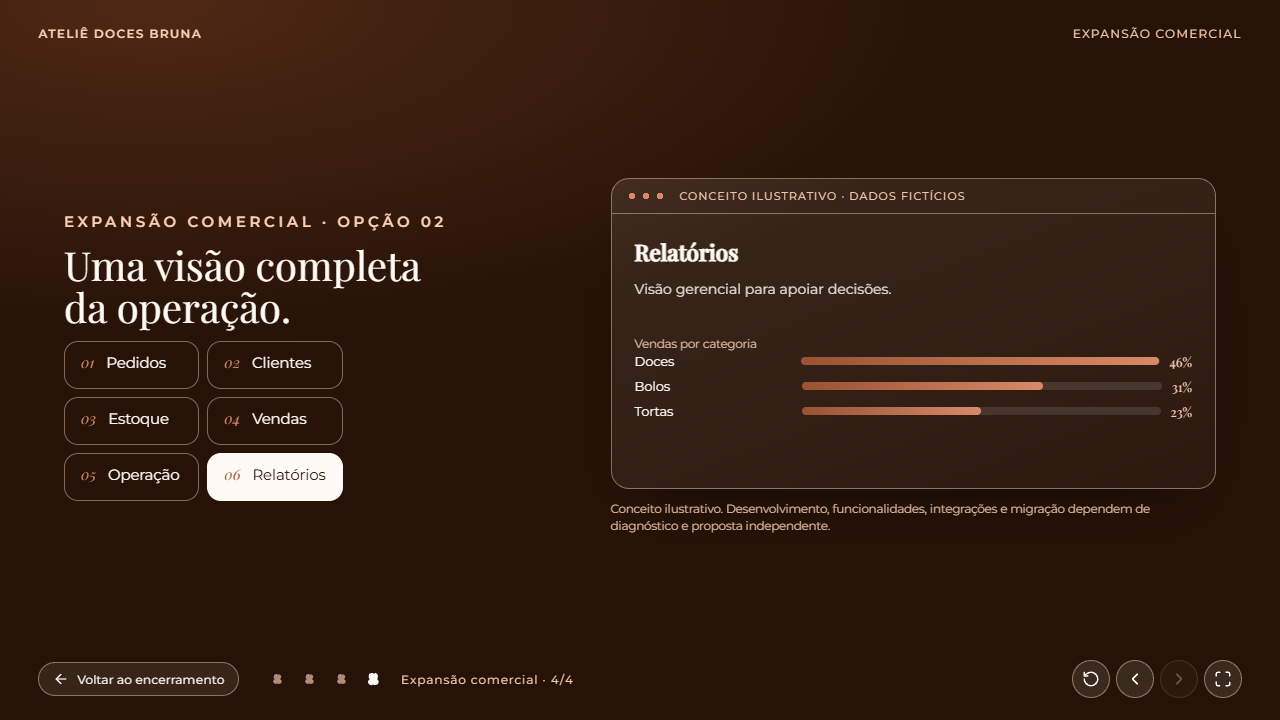 ATELIÊ DOCES BRUNA
EXPANSÃO COMERCIAL
EXPANSÃO COMERCIAL · OPÇÃO 02
Uma visão completa
da operação.
01 Pedidos
02 Clientes
03 Estoque
04 Vendas
05 Operação
06 Relatórios
CONCEITO ILUSTRATIVO · DADOS FICTÍCIOS
Relatórios
Visão gerencial para apoiar decisões.
Vendas por categoria
Doces 46%
Bolos 31%
Tortas 23%
Conceito ilustrativo. Desenvolvimento, funcionalidades, integrações e migração dependem de
diagnóstico e proposta independente.
Voltar ao encerramento
Expansão comercial · 4/4